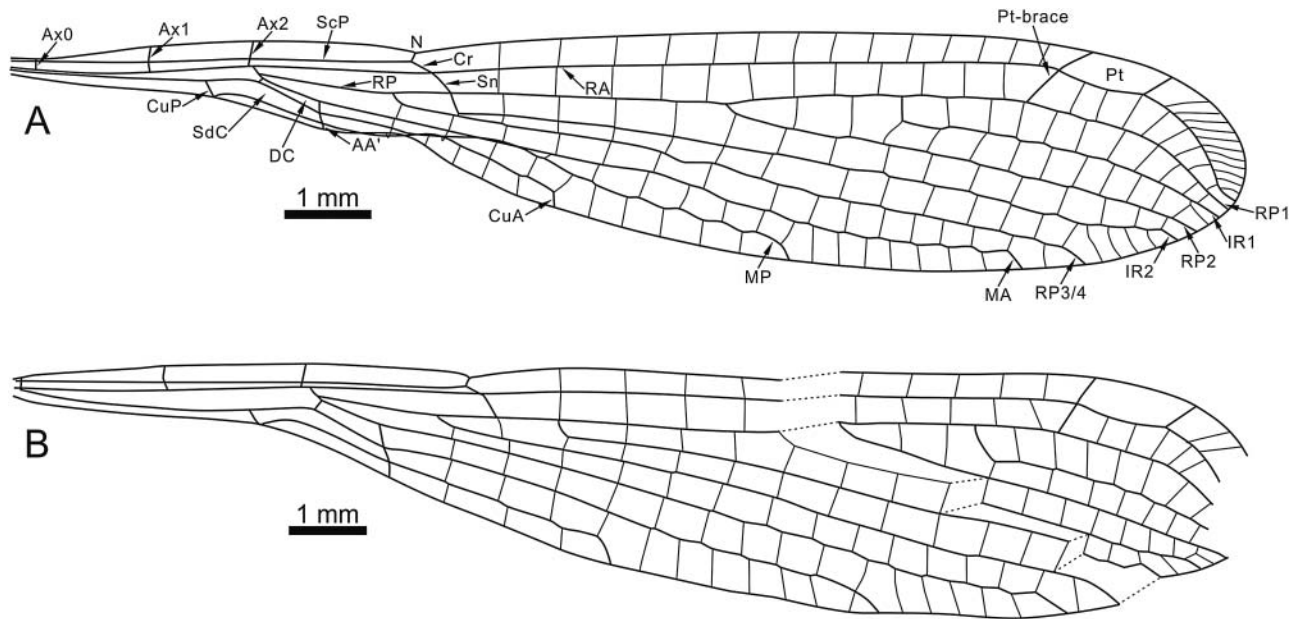 Ax0
Ax1
Ax2
ScP
N
Cr
Sn
RP
RA
Pt-brace
Pt
CuP
SdC
DC
AA'
CuA
MP
MA
RP3/4
IR2
RP2
IR1
RP1
A
1 mm
B
1 mm